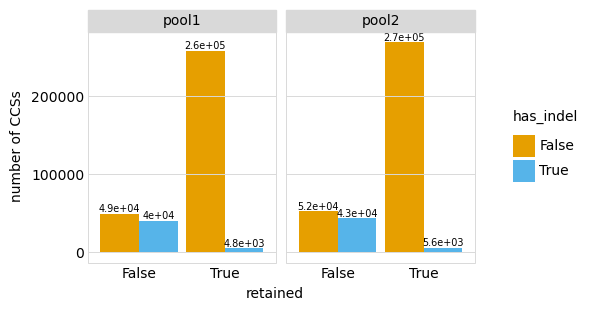 pool1
pool2
number of CCSs
200000
100000
0
4.9e+04
4e+04
2.6e+05
4.8e+03
5.2e+04
4.3e+04
2.7e+05
5.6e+03
False
True
False
True
retained
has_indel
False
True